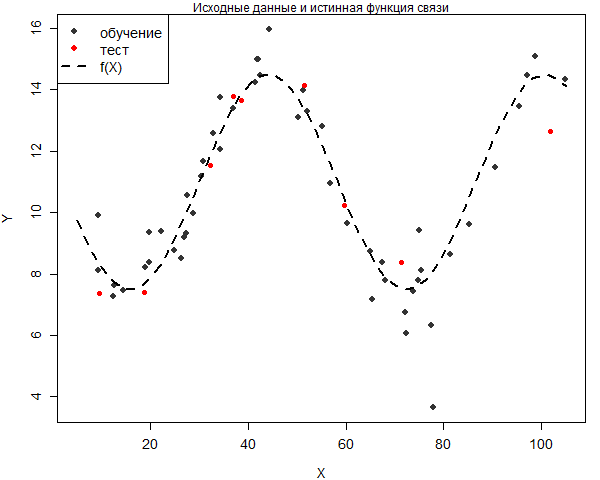 Исходные данные и истинная функция связи
обучение
тест
f(X)
16
14
12
10
8
6
4
Y
20 40 60 80 100
X